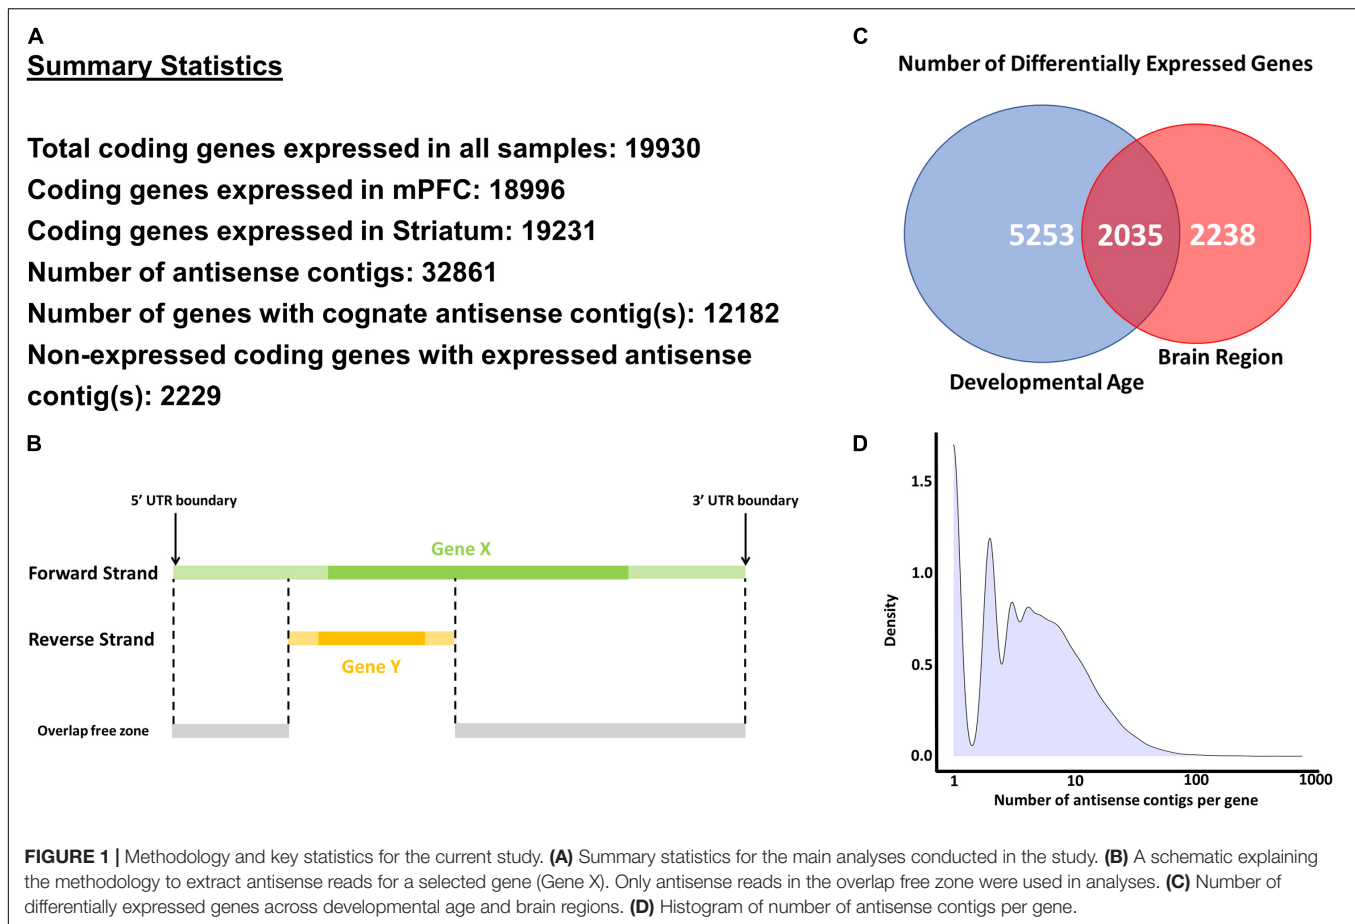 A
Summary Statistics
Total coding genes expressed in all samples: 19930
Coding genes expressed in mPFC: 18996
Coding genes expressed in Striatum: 19231
Number of antisense contigs: 32861
Number of genes with cognate antisense contig(s): 12182
Non-expressed coding genes with expressed antisense
contig(s): 2229
B
5’ UTR boundary
3’ UTR boundary
Gene X
Forward Strand
Reverse Strand
Gene Y
Overlap free zone
C
Number of Differentially Expressed Genes
5253
2035
2238
Brain Region
Developmental Age
D
1.5
1.0
0.5
0.0
Density
1
10
100
1000
Number of antisense contigs per gene
FIGURE 1 | Methodology and key statistics for the current study. (A) Summary statistics for the main analyses conducted in the study. (B) A schematic explaining
the methodology to extract antisense reads for a selected gene (Gene X). Only antisense reads in the overlap free zone were used in analyses. (C) Number of
differentially expressed genes across developmental age and brain regions. (D) Histogram of number of antisense contigs per gene.